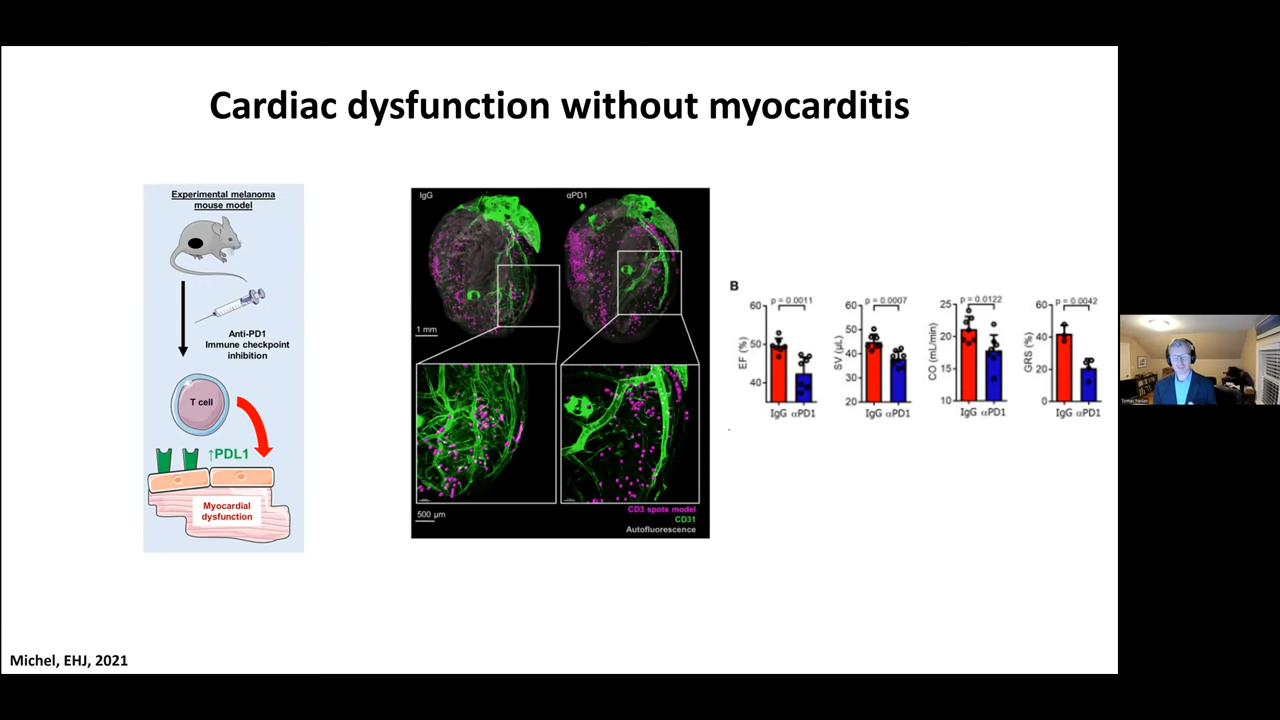 Cardiac dysfunction without myocarditis
Experimental melanoma
mouse model
Anti-PD1
Immune checkpoint
inhibition
T cell
↑PDL1
Myocardial
dysfunction
IgG
αPD1
1 mm
500 µm
CD3 spots model
CD31
Autofluorescence
B
p = 0.0011
EF (%)
60
50
40
IgG αPD1
p = 0.0007
SV (µL)
60
50
40
30
20
IgG αPD1
p = 0.0122
CO (mL/min)
25
20
15
10
IgG αPD1
p = 0.0042
GRS (%)
60
40
20
0
IgG αPD1
Michel, EHJ, 2021